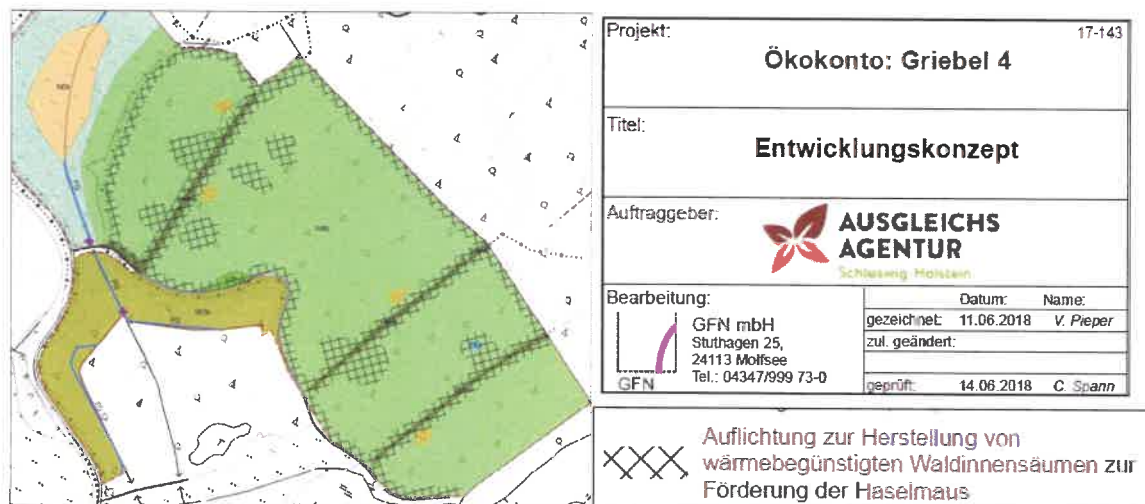 Projekt:
17-143
Ökokonto: Griebel 4
Titel:
Entwicklungskonzept
Auftraggeber:
AUSGLEICHS
AGENTUR
Schleswig-Holstein
Bearbeitung:
GFN mbH
Stuthagen 25,
24113 Molfsee
Tel.: 04347/999 73-0
GFN
Datum: Name:
gezeichnet: 11.06.2018 V. Pieper
zul. geändert:
geprüft: 14.06.2018 C. Spann
Auflichtung zur Herstellung von
wärmebegünstigten Waldinnensäumen zur
Förderung der Haselmaus